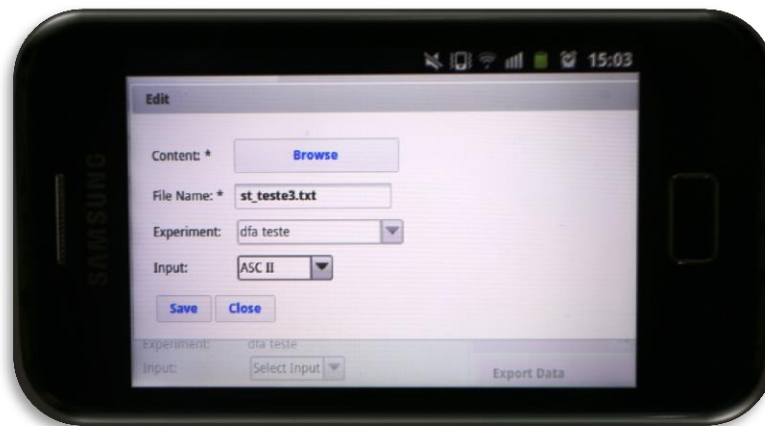 15:03
Edit
Content: * Browse
File Name: * st_teste3.txt
Experiment: dfa teste
Input: ASC II
Save Close
Experiment: dfa teste
Input: Select Input
Export Data
SAMSUNG